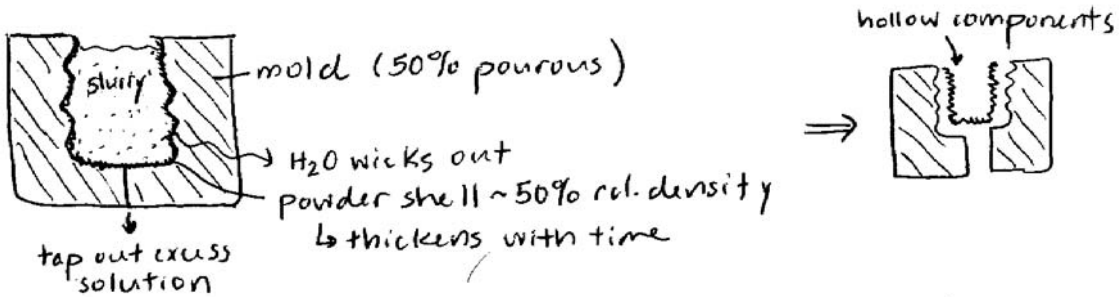 hollow components
slurry
mold (50% pourous)
⇒
H₂O wicks out
powder shell ~50% rel. density
↳ thickens with time
tap out excess
solution